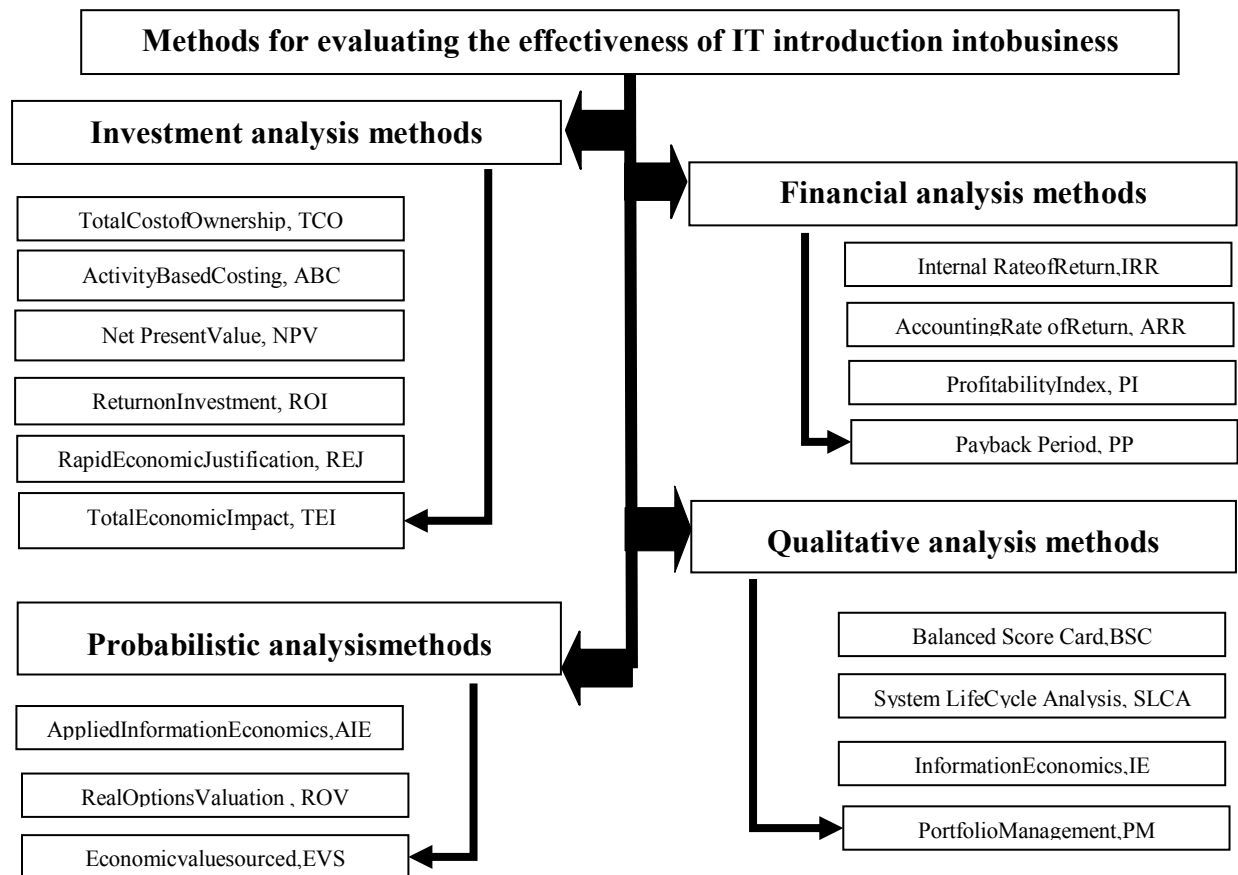 Methods for evaluating the effectiveness of IT introduction intobusiness
Investment analysis methods
TotalCostofOwnership, TCO
ActivityBasedCosting, ABC
Net PresentValue, NPV
ReturnonInvestment, ROI
RapidEconomicJustification, REJ
TotalEconomicImpact, TEI
Financial analysis methods
Internal RateofReturn,IRR
AccountingRate ofReturn, ARR
ProfitabilityIndex, PI
Payback Period, PP
Qualitative analysis methods
Balanced Score Card,BSC
System LifeCycle Analysis, SLCA
InformationEconomics,IE
PortfolioManagement,PM
Probabilistic analysismethods
AppliedInformationEconomics,AIE
RealOptionsValuation , ROV
Economicvaluesourced,EVS